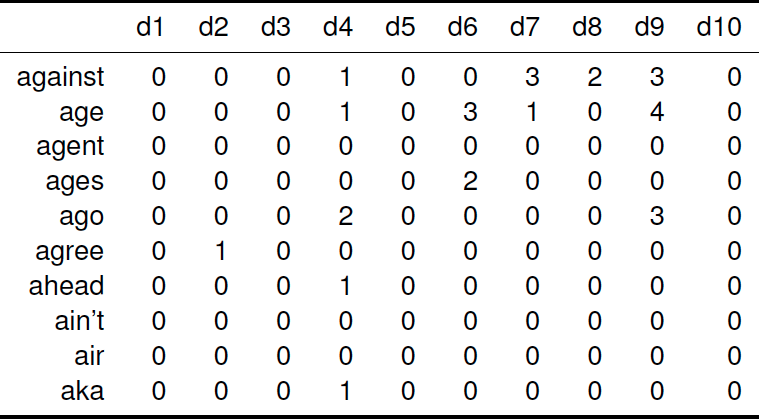 d1 d2 d3 d4 d5 d6 d7 d8 d9 d10
against 0 0 0 1 0 0 3 2 3 0
age 0 0 0 1 0 3 1 0 4 0
agent 0 0 0 0 0 0 0 0 0 0
ages 0 0 0 0 0 2 0 0 0 0
ago 0 0 0 2 0 0 0 0 3 0
agree 0 1 0 0 0 0 0 0 0 0
ahead 0 0 0 1 0 0 0 0 0 0
ain’t 0 0 0 0 0 0 0 0 0 0
air 0 0 0 0 0 0 0 0 0 0
aka 0 0 0 1 0 0 0 0 0 0